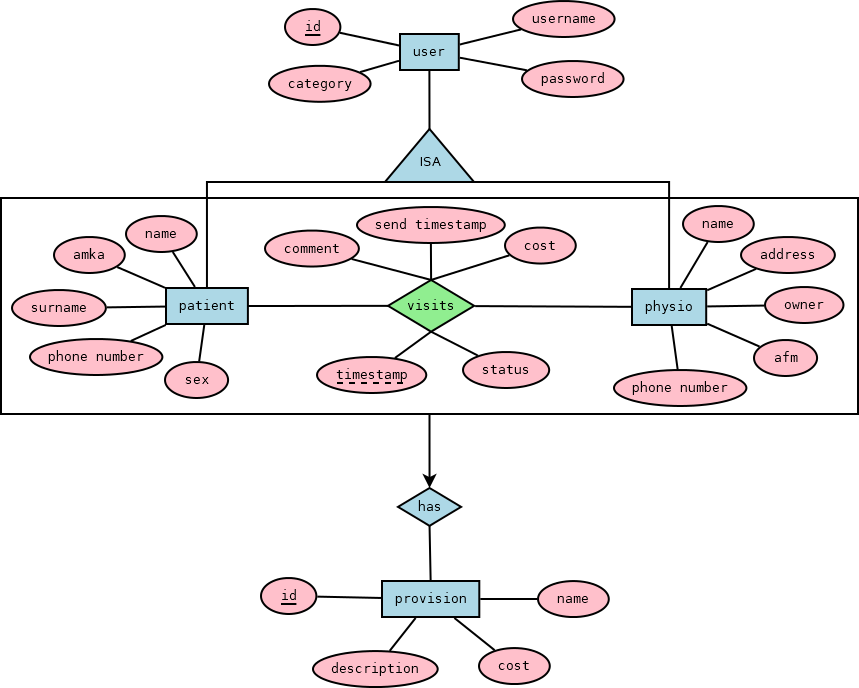 id
username
user
category
password
ISA
send timestamp
name
name
comment
cost
amka
address
surname
patient
visits
physio
owner
phone number
afm
timestamp
status
sex
phone number
has
id
provision
name
description
cost